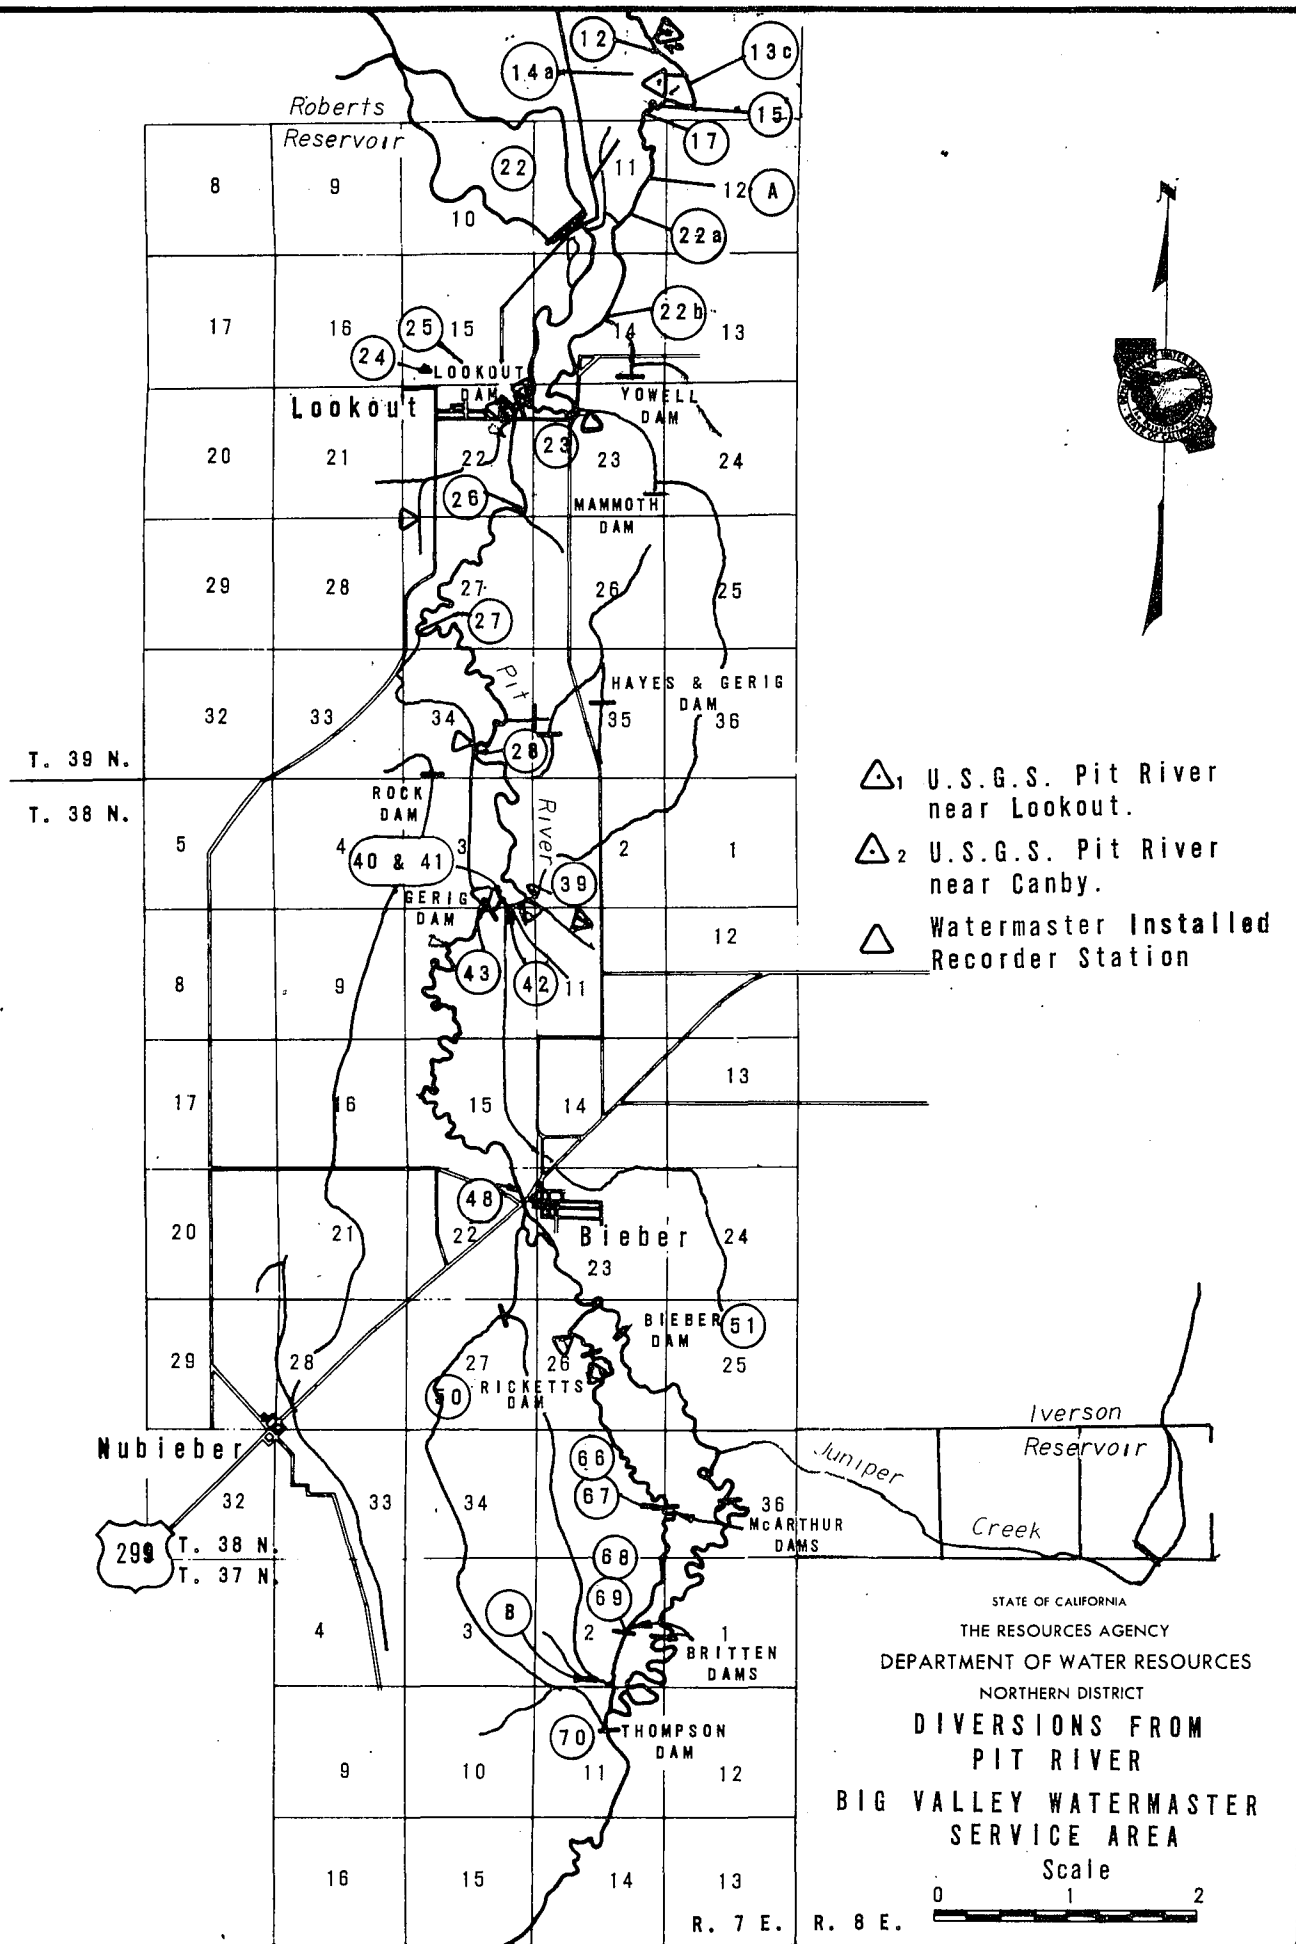 12
13c
14a
15
Roberts
Reservoir
17
22
11
8
9
12
A
10
22a
22b
17
16
25
15
14
13
24
LOOKOUT
DAM
YOWELL
DAM
Lookout
23
20
21
22
23
24
26
MAMMOTH
DAM
29
28
27
26
25
27
Pit
HAYES & GERIG
DAM
32
33
34
35
36
28
T. 39 N.
T. 38 N.
ROCK
DAM
River
5
4
3
2
1
40 & 41
39
GERIG
DAM
12
43
42
11
8
9
13
17
16
15
14
48
20
21
22
Bieber
24
23
BIEBER
DAM
51
29
28
27
26
25
50
RICKETTS
DAM
Nubieber
66
67
Juniper
Iverson
Reservoir
Creek
32
33
34
36
McARTHUR
DAMS
299
T. 38 N.
T. 37 N.
68
69
B
4
3
2
1
BRITTEN
DAMS
70
THOMPSON
DAM
9
10
11
12
16
15
14
13
R. 7 E.
R. 8 E.
1 U.S.G.S. Pit River
near Lookout.
2 U.S.G.S. Pit River
near Canby.
Watermaster Installed
Recorder Station
STATE OF CALIFORNIA
THE RESOURCES AGENCY
DEPARTMENT OF WATER RESOURCES
NORTHERN DISTRICT
DIVERSIONS FROM
PIT RIVER
BIG VALLEY WATERMASTER
SERVICE AREA
Scale
0 1 2